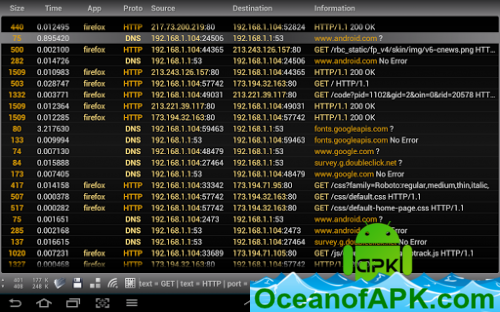 Size Time App Proto Source Destination Information
440 0.012495 firefox HTTP 217.73.200.219:80 192.168.1.104:52824 HTTP/1.1 200 OK
75 0.895420 DNS 192.168.1.104:44365 192.168.1.1:53 www.android.com ?
500 0.002100 firefox HTTP 192.168.1.104:44365 213.243.126.157:80 GET /rbc_static/fp_v4/skin/img/v6-cnews.png HTT...
282 0.014726 DNS 192.168.1.104:44506 192.168.1.1:53 www.android.com No Error
1509 0.010983 firefox HTTP 213.243.126.157:80 192.168.1.104:44365 HTTP/1.1 200 OK
503 0.028747 firefox HTTP 192.168.1.104:57742 173.194.32.163:80 GET / HTTP/1.1
1332 0.003771 firefox HTTP 192.168.1.104:49031 213.221.39.117:80 GET /code?pid=1102&gid=2&oin=0&rid=418573
1509 0.012364 firefox HTTP 213.221.39.117:80 192.168.1.104:49031 HTTP/1.1 200 OK
1509 0.012285 firefox HTTP 173.194.32.163:80 192.168.1.104:57742 HTTP/1.1 200 OK
80 3.217630 DNS 192.168.1.104:59463 192.168.1.1:53 fonts.googleapis.com ?
133 0.009994 DNS 192.168.1.104:59463 192.168.1.1:53 fonts.googleapis.com No Error
74 0.007130 DNS 192.168.1.104:48479 192.168.1.1:53 www.google.com ?
84 0.015888 DNS 192.168.1.104:27464 192.168.1.1:53 survey.g.doubleclick.net ?
173 0.007405 DNS 192.168.1.104:48479 192.168.1.1:53 www.google.com No Error
417 0.014158 firefox HTTP 192.168.1.104:33342 173.194.71.95:80 GET /css?family=Roboto:regular,medium,thin,italic,
507 0.000378 firefox HTTP 192.168.1.104:57742 173.194.32.163:80 GET /css/default.css HTTP/1.1
517 0.000282 firefox HTTP 192.168.1.104:57742 173.194.32.163:80 GET /css/default-home-page.css HTTP/1.1
75 0.001651 DNS 192.168.1.104:2473 192.168.1.1:53 www.android.com ?
285 0.002168 DNS 192.168.1.104:2473 192.168.1.1:53 www.android.com No Error
137 0.016615 DNS 192.168.1.104:27464 192.168.1.1:53 survey.g.doubleclick.net No Error
1020 0.007231 firefox HTTP 192.168.1.104:33689 173.194.71.105:80 GET track.js HTTP/1.1
1327 0.000468 firefox HTTP 192.168.1.104:57742 173.194.32.163:80
text = GET | text = HTTP | port =
APK
OceanofAPK.com